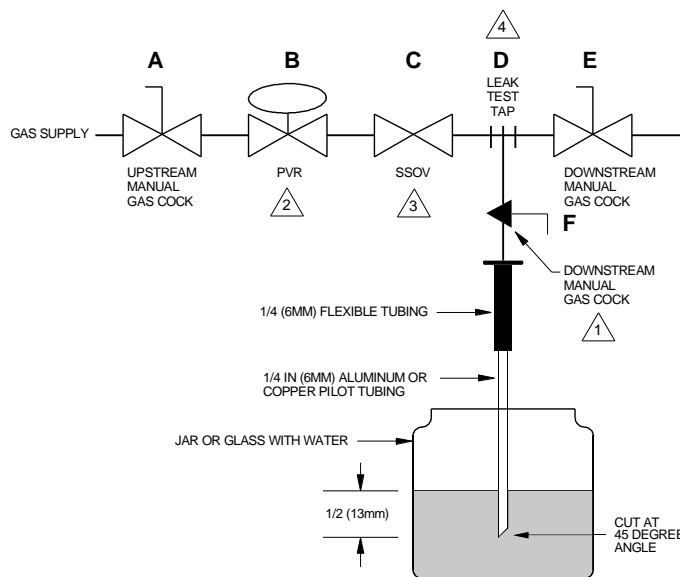 4
A
B
C
D
E
LEAK
TEST
TAP
GAS SUPPLY
UPSTREAM
MANUAL
GAS COCK
PVR
2
SSOV
3
DOWNSTREAM
MANUAL
GAS COCK
F
DOWNSTREAM
MANUAL
GAS COCK
1
1/4 (6MM) FLEXIBLE TUBING
1/4 IN (6MM) ALUMINUM OR
COPPER PILOT TUBING
JAR OR GLASS WITH WATER
1/2 (13mm)
CUT AT
45 DEGREE
ANGLE